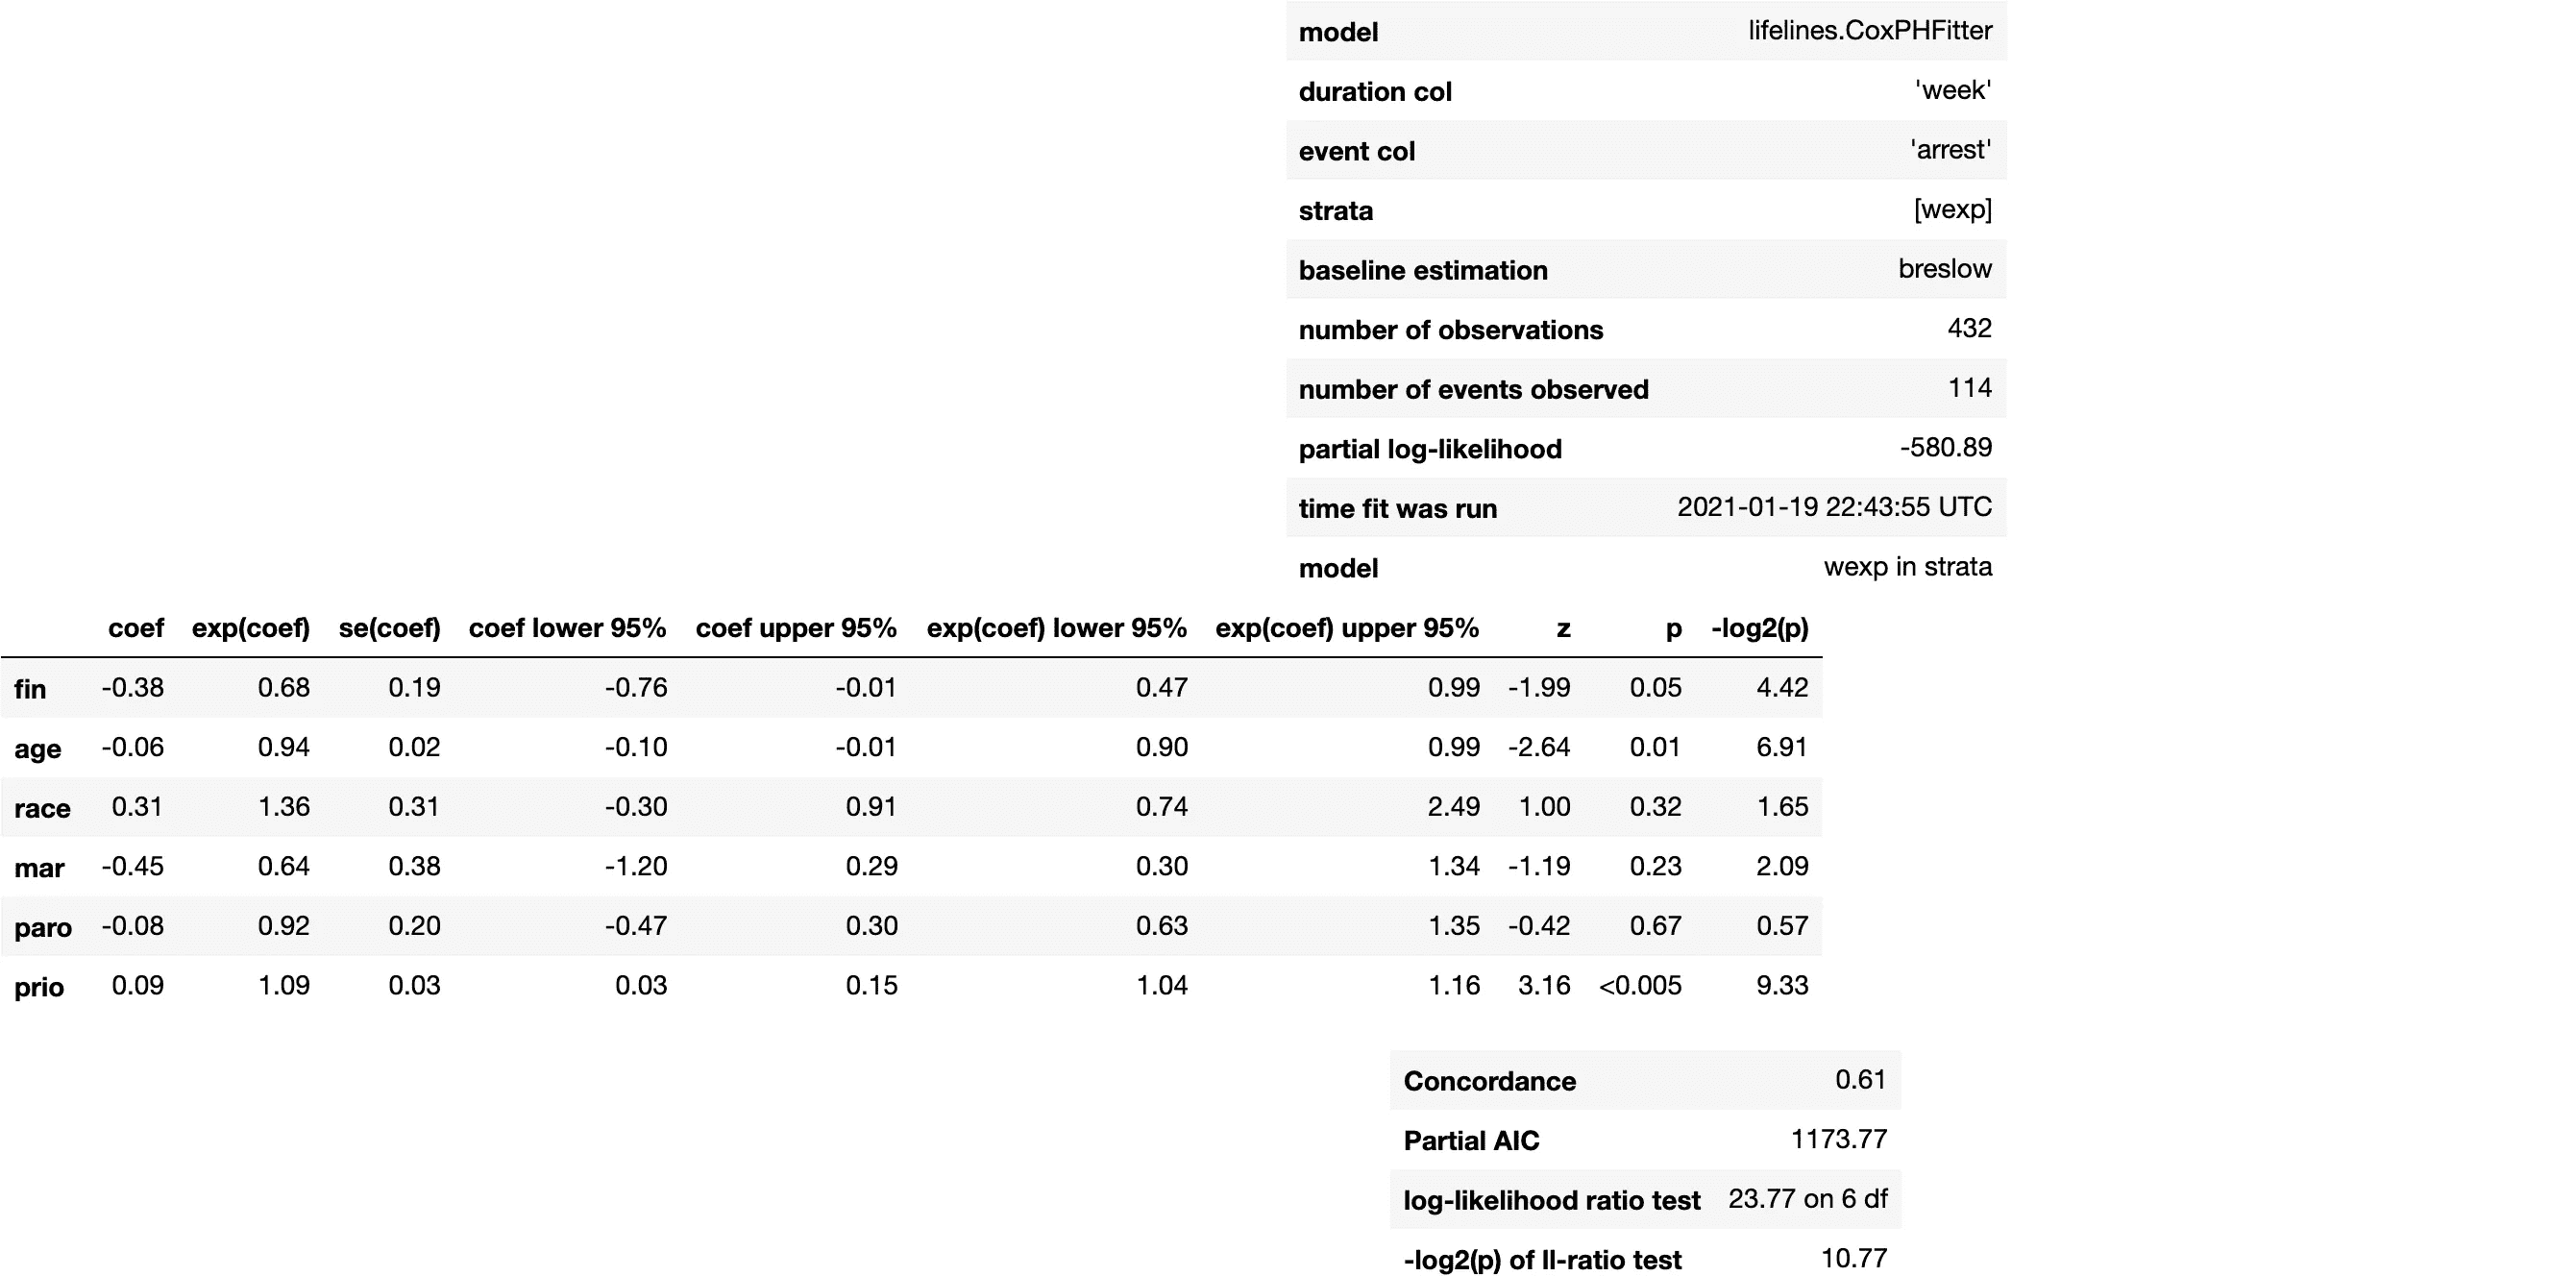 model lifelines.CoxPHFitter
duration col 'week'
event col 'arrest'
strata [wexp]
baseline estimation breslow
number of observations 432
number of events observed 114
partial log-likelihood -580.89
time fit was run 2021-01-19 22:43:55 UTC
model wexp in strata
coef exp(coef) se(coef) coef lower 95% coef upper 95% exp(coef) lower 95% exp(coef) upper 95% z p -log2(p)
fin -0.38 0.68 0.19 -0.76 -0.01 0.47 0.99 -1.99 0.05 4.42
age -0.06 0.94 0.02 -0.10 -0.01 0.90 0.99 -2.64 0.01 6.91
race 0.31 1.36 0.31 -0.30 0.91 0.74 2.49 1.00 0.32 1.65
mar -0.45 0.64 0.38 -1.20 0.29 0.30 1.34 -1.19 0.23 2.09
paro -0.08 0.92 0.20 -0.47 0.30 0.63 1.35 -0.42 0.67 0.57
prio 0.09 1.09 0.03 0.03 0.15 1.04 1.16 3.16 <0.005 9.33
Concordance 0.61
Partial AIC 1173.77
log-likelihood ratio test 23.77 on 6 df
-log2(p) of ll-ratio test 10.77